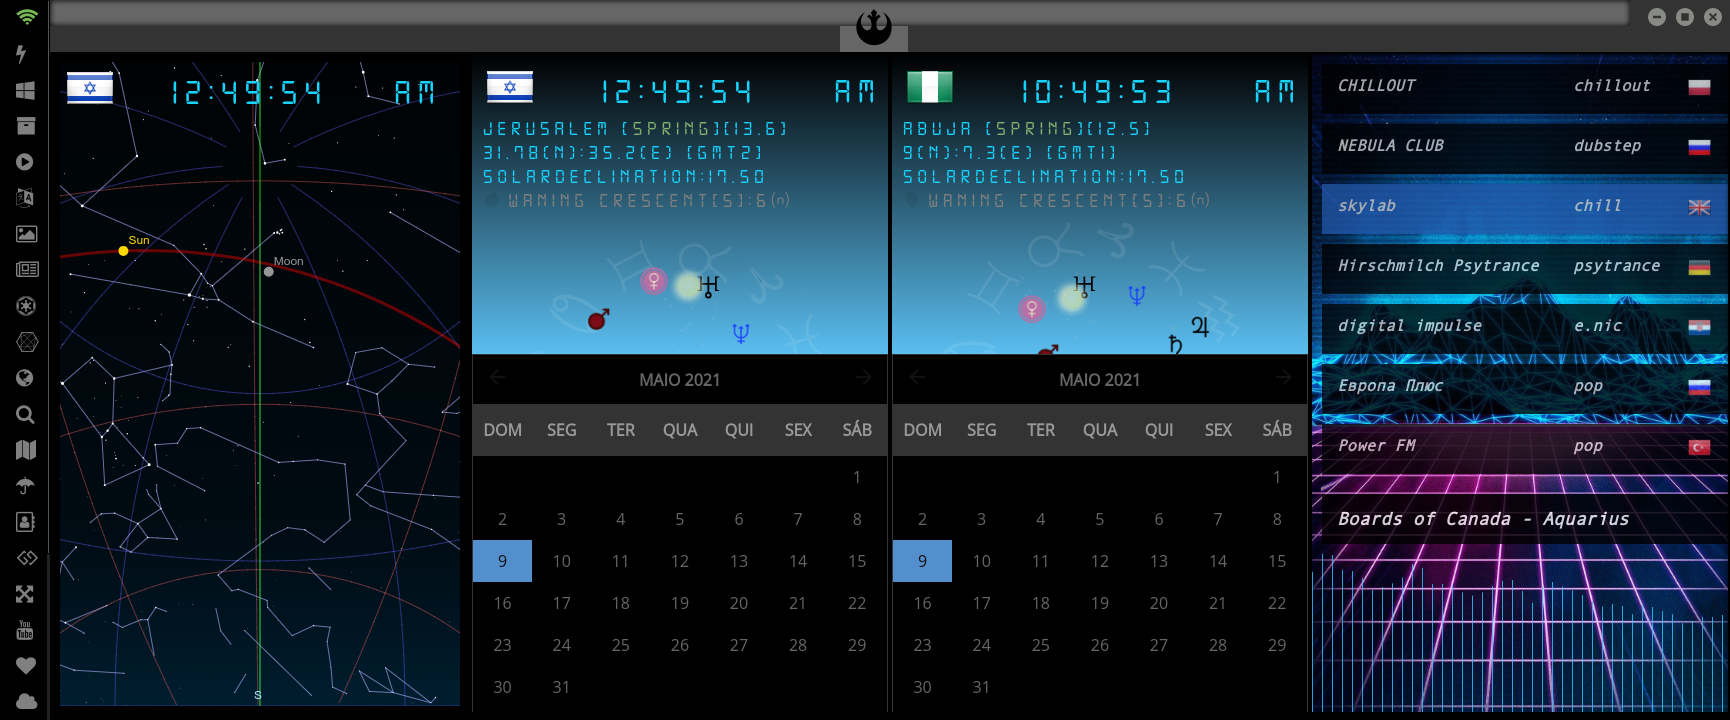 12:49:54 AM
Sun
Moon
S
12:49:54 AM
JERUSALEM [SPRING][13.6]
31.78(N):35.2(E) [GMT2]
SOLARDECLINATION:17.50
WANING CRESCENT[S]:6(n)
MAIO 2021
DOM SEG TER QUA QUI SEX SÁB
1
2 3 4 5 6 7 8
9 10 11 12 13 14 15
16 17 18 19 20 21 22
23 24 25 26 27 28 29
30 31
10:49:53 AM
ABUJA [SPRING][12.5]
9(N):7.3(E) [GMT1]
SOLARDECLINATION:17.50
WANING CRESCENT[S]:6(n)
MAIO 2021
DOM SEG TER QUA QUI SEX SÁB
1
2 3 4 5 6 7 8
9 10 11 12 13 14 15
16 17 18 19 20 21 22
23 24 25 26 27 28 29
30 31
CHILLOUT chillout
NEBULA CLUB dubstep
skylab chill
Hirschmilch Psytrance psytrance
digital impulse e.nic
Европа Плюс pop
Power FM pop
Boards of Canada - Aquarius
You Tube